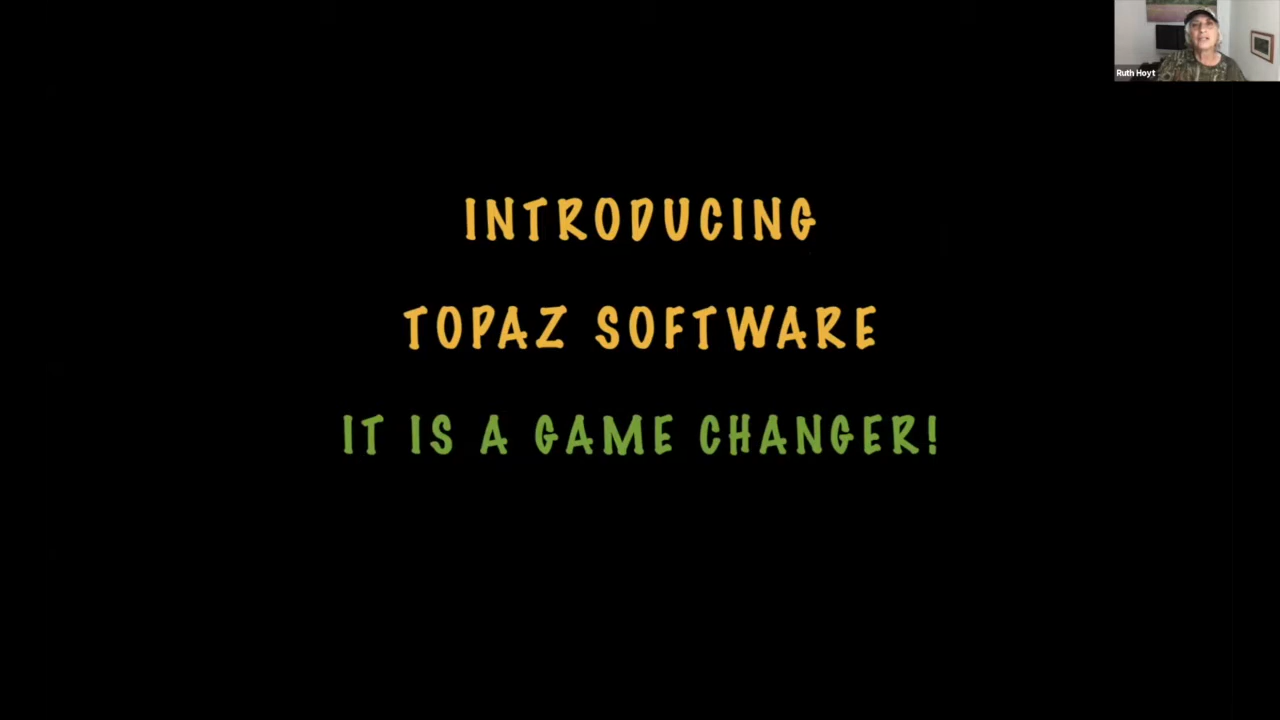 Ruth Hoyt
INTRODUCING
TOPAZ SOFTWARE
IT IS A GAME CHANGER!